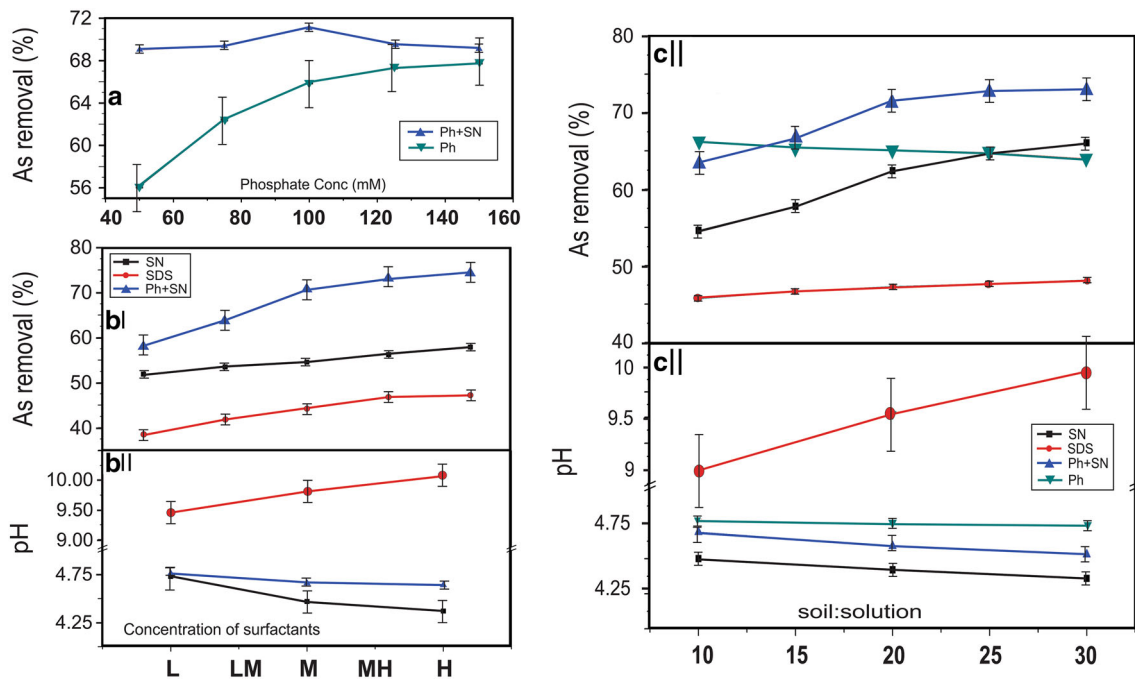 As removal (%)
72
68
64
60
56
a
Ph+SN
Ph
Phosphate Conc (mM)
40 60 80 100 120 140 160
As removal (%)
80
70
60
50
40
SN
SDS
Ph+SN
bI
bII
pH
10.00
9.50
9.00
4.75
4.25
Concentration of surfactants
L LM M MH H
As removal (%)
80
70
60
50
40
c||
c||
pH
10
9.5
9
4.75
4.25
SN
SDS
Ph+SN
Ph
soil:solution
10 15 20 25 30